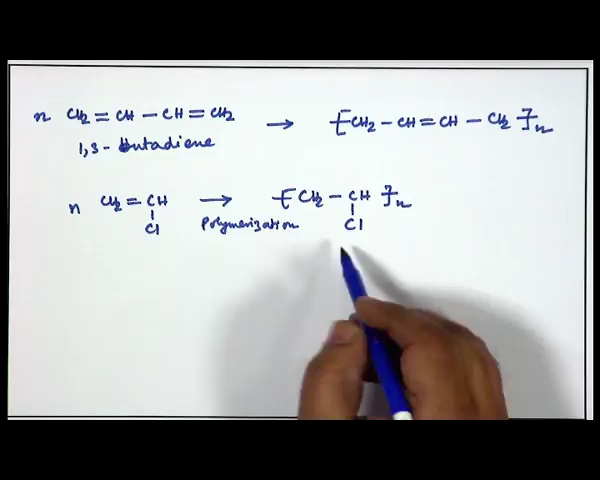 n CH2 = CH - CH = CH2 → [CH2 - CH = CH - CH2]n
1,3 - butadiene
n CH2 = CH → [CH2 - CH]n
Cl Polymerization Cl